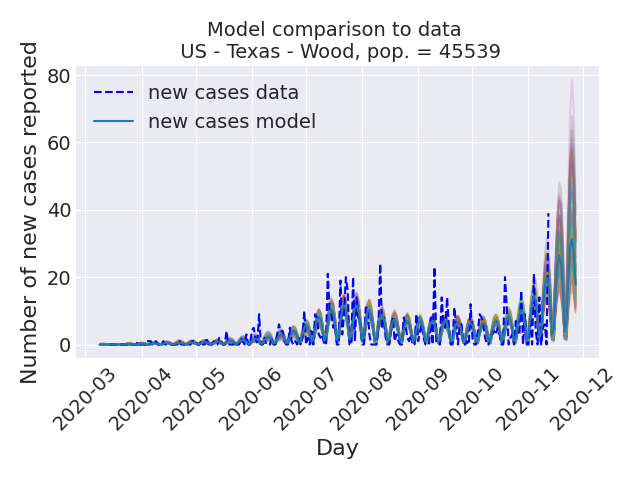 Model comparison to data
US - Texas - Wood, pop. = 45539
Number of new cases reported
80
60
40
20
0
new cases data
new cases model
2020-03
2020-04
2020-05
2020-06
2020-07
2020-08
2020-09
2020-10
2020-11
2020-12
Day